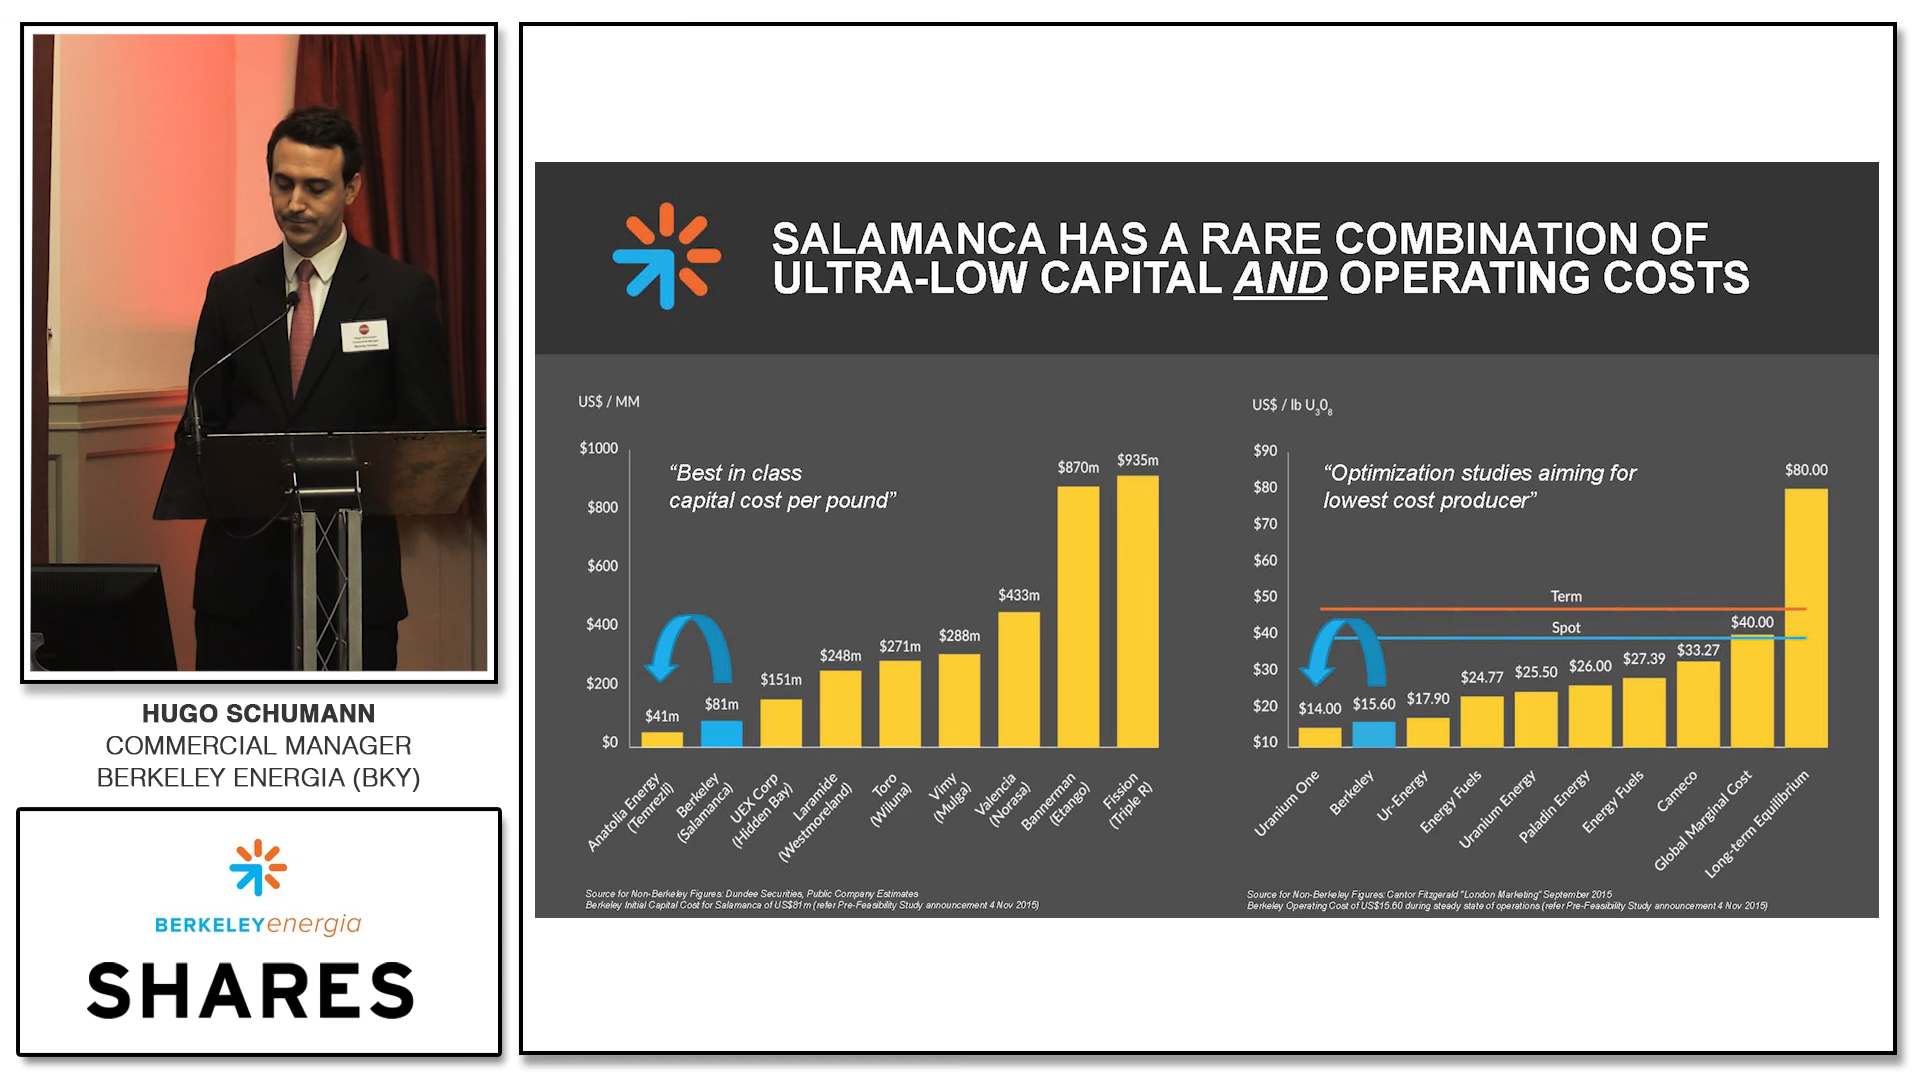 HUGO SCHUMANN
COMMERCIAL MANAGER
BERKELEY ENERGIA (BKY)
BERKELEYenergia
SHARES
SALAMANCA HAS A RARE COMBINATION OF
ULTRA-LOW CAPITAL AND OPERATING COSTS
US$ / MM
$1000
$800
$600
$400
$200
$0
“Best in class
capital cost per pound”
$41m
$81m
$151m
$248m
$271m
$288m
$433m
$870m
$935m
Anatolia Energy
(Temrezli)
Berkeley
(Salamanca)
UEX Corp
(Hidden Bay)
Laramide
(Westmoreland)
Toro
(Wiluna)
Vimy
(Mulga)
Valencia
(Norasa)
Bannerman
(Etango)
Fission
(Triple R)
Source for Non-Berkeley Figures: Dundee Securities, Public Company Estimates
Berkeley Initial Capital Cost for Salamanca of US$81m (refer Pre-Feasibility Study announcement 4 Nov 2015)
US$ / lb U₃0₈
$90
$80
$70
$60
$50
$40
$30
$20
$10
“Optimization studies aiming for
lowest cost producer”
Term
Spot
$14.00
$15.60
$17.90
$24.77
$25.50
$26.00
$27.39
$33.27
$40.00
$80.00
Uranium One
Berkeley
Ur-Energy
Energy Fuels
Uranium Energy
Paladin Energy
Energy Fuels
Cameco
Global Marginal Cost
Long-term Equilibrium
Source for Non-Berkeley Figures: Cantor Fitzgerald "London Marketing" September 2015
Berkeley Operating Cost of US$15.60 during steady state of operations (refer Pre-Feasibility Study announcement 4 Nov 2015)